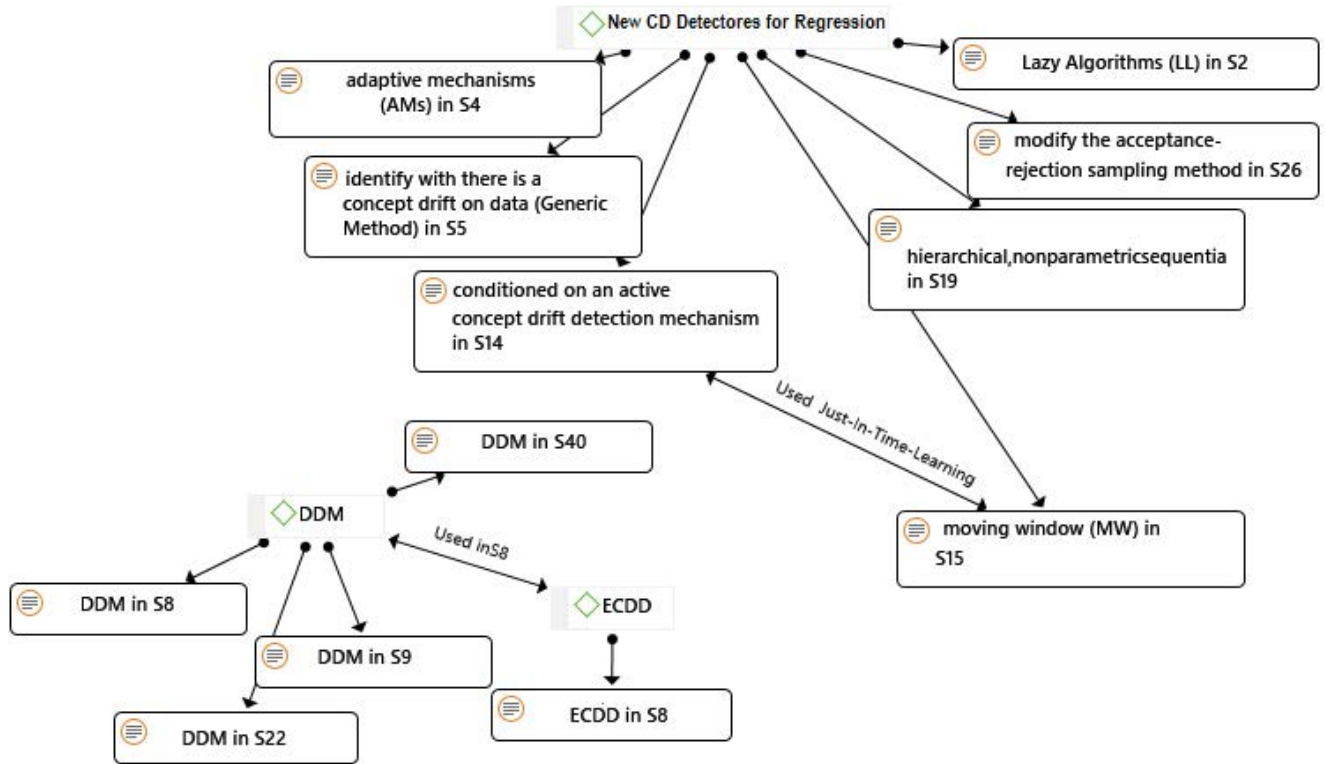 New CD Detectores for Regression
Lazy Algorithms (LL) in S2
adaptive mechanisms
(AMs) in S4
modify the acceptance-
rejection sampling method in S26
identify with there is a
concept drift on data (Generic
Method) in S5
hierarchical,nonparametricsequentia
in S19
conditioned on an active
concept drift detection mechanism
in S14
Used Just-In-Time-Learning
DDM in S40
DDM
moving window (MW) in
S15
Used inS8
DDM in S8
ECDD
DDM in S9
ECDD in S8
DDM in S22